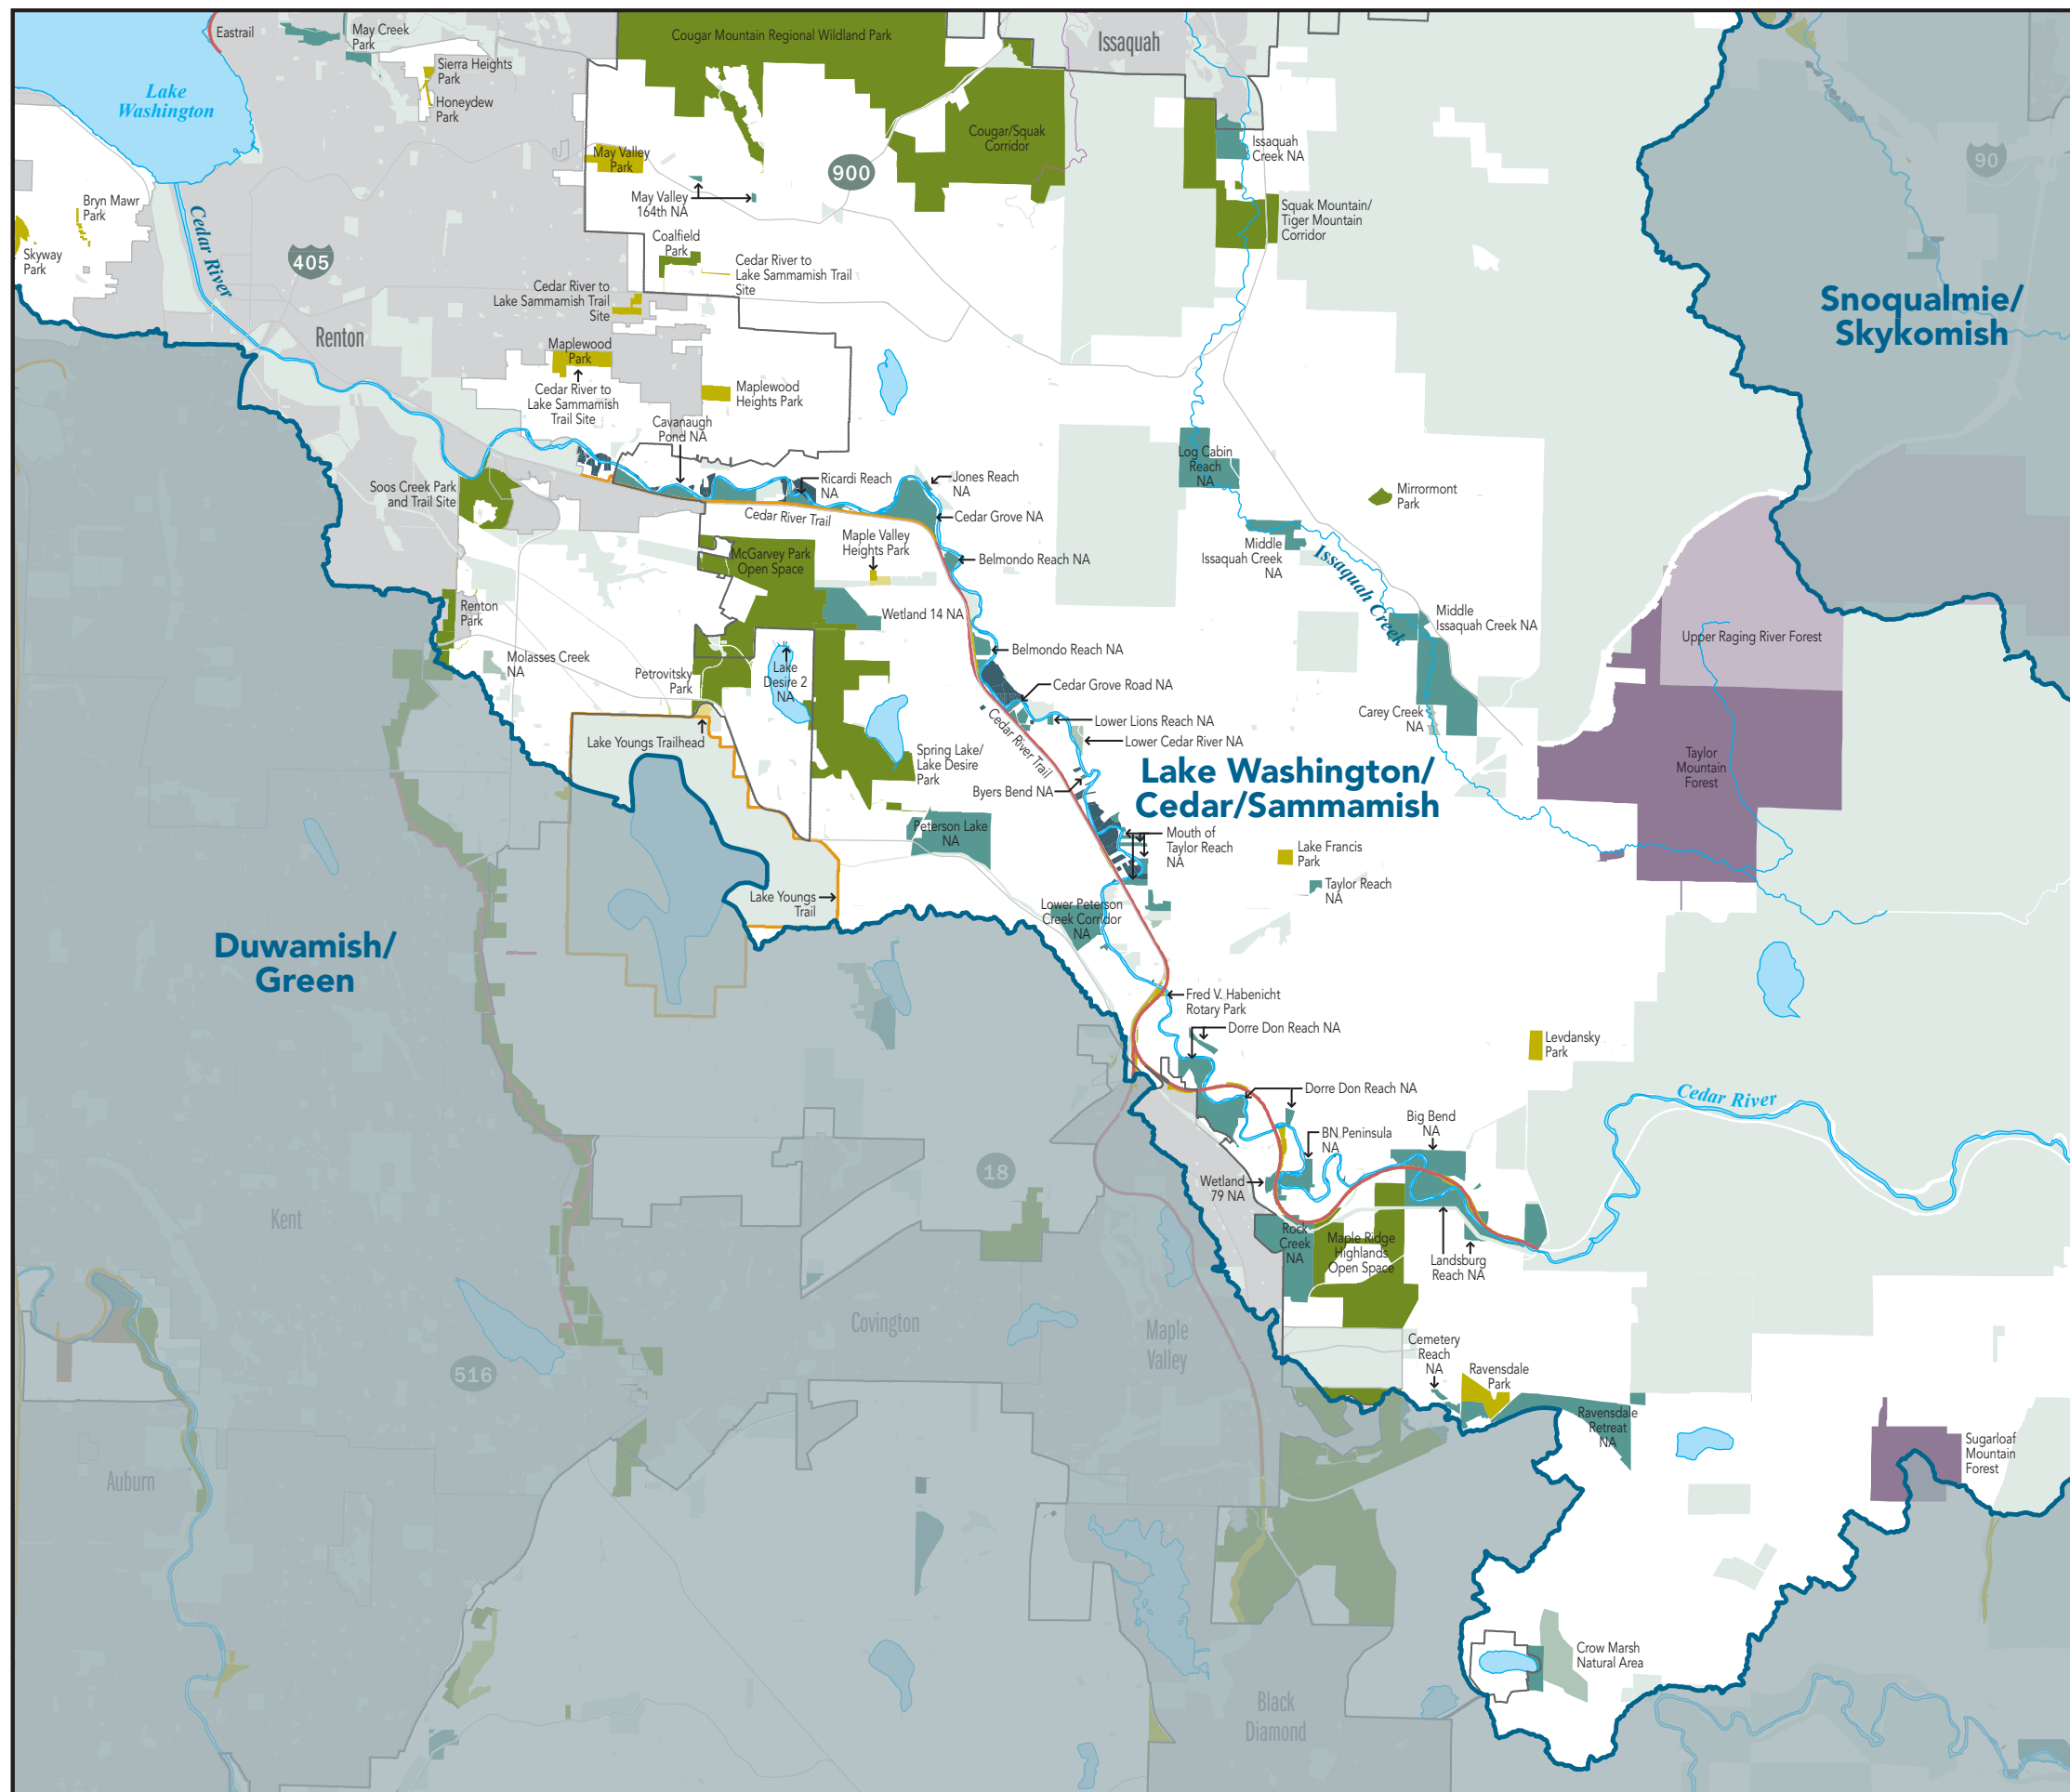 Eastrail
May Creek
Park
Cougar Mountain Regional Wildland Park
Issaquah
Sierra Heights
Park
Honeydew
Park
Lake
Washington
Cougar/Squak
Corridor
Issaquah
Creek NA
90
May Valley
Park
900
May Valley
164th NA
Bryn Mawr
Park
Skyway
Park
Cedar River
405
Squak Mountain/
Tiger Mountain
Corridor
Coalfield
Park
Cedar River to
Lake Sammamish Trail
Site
Cedar River to
Lake Sammamish Trail
Site
Snoqualmie/
Skykomish
Renton
Maplewood
Park
Cedar River to
Lake Sammamish
Trail Site
Maplewood
Heights Park
Cavanaugh
Pond NA
Log Cabin
Reach
NA
Soos Creek Park
and Trail Site
Ricardi Reach
NA
Jones Reach
NA
Mirrormont
Park
Cedar River Trail
Cedar Grove NA
Maple Valley
Heights Park
McGarvey Park
Open Space
Belmondo Reach NA
Middle
Issaquah Creek
NA
Issaquah Creek
Renton
Park
Wetland 14 NA
Middle
Issaquah Creek NA
Upper Raging River Forest
Molasses Creek
NA
Petrovitsky
Park
Lake
Desire 2
NA
Belmondo Reach NA
Cedar Grove Road NA
Lower Lions Reach NA
Carey Creek
NA
Lake Youngs Trailhead
Lower Cedar River NA
Cedar River Trail
Spring Lake/
Lake Desire
Park
Taylor
Mountain
Forest
Lake Washington/
Cedar/Sammamish
Byers Bend NA
Peterson Lake
NA
Mouth of
Taylor Reach
NA
Lake Francis
Park
Taylor Reach
NA
Lake Youngs
Trail
Lower Peterson
Creek Corridor
NA
Duwamish/
Green
Fred V. Habenicht
Rotary Park
Dorre Don Reach NA
Levdansky
Park
Dorre Don Reach NA
Cedar River
Big Bend
NA
BN Peninsula
NA
18
Wetland
79 NA
Kent
Rock
Creek
NA
Maple Ridge
Highlands
Open Space
Landsburg
Reach NA
Covington
Maple
Valley
Cemetery
Reach
NA
Ravensdale
Park
516
Ravensdale
Retreat
NA
Sugarloaf
Mountain
Forest
Auburn
Crow Marsh
Natural Area
Black
Diamond